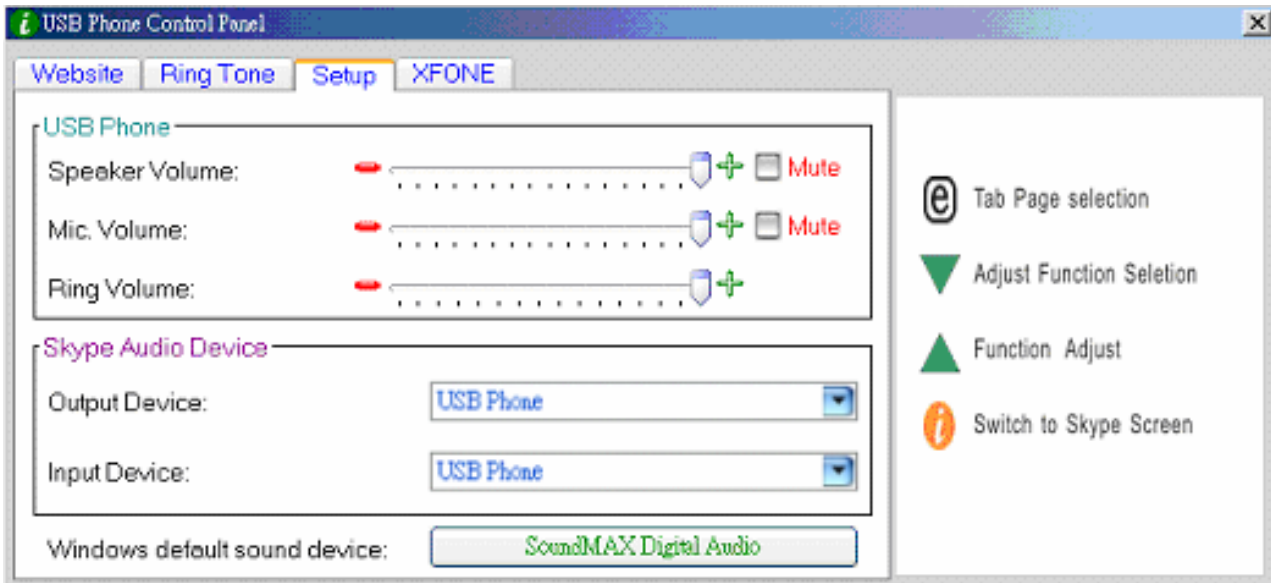 USB Phone Control Panel
Website Ring Tone Setup XFONE
USB Phone
Speaker Volume: Mute
Mic. Volume: Mute
Ring Volume:
Skype Audio Device
Output Device: USB Phone
Input Device: USB Phone
Windows default sound device: SoundMAX Digital Audio
Tab Page selection
Adjust Function Seletion
Function Adjust
Switch to Skype Screen